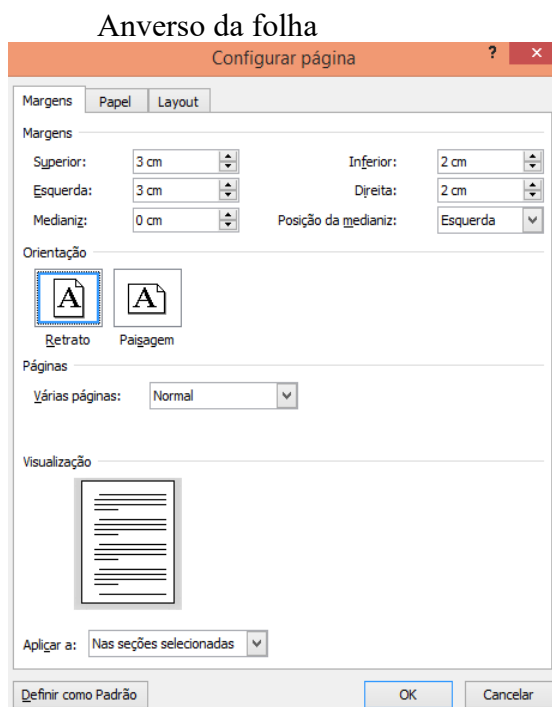 Anverso da folha
Configurar página ? ×
Margens Papel Layout
Margens
Superior: 3 cm Inferior: 2 cm
Esquerda: 3 cm Direita: 2 cm
Medianiz: 0 cm Posição da medianiz: Esquerda
Orientação
A A
Retrato Paisagem
Páginas
Várias páginas: Normal
Visualização
Aplicar a: Nas seções selecionadas
Definir como Padrão OK Cancelar